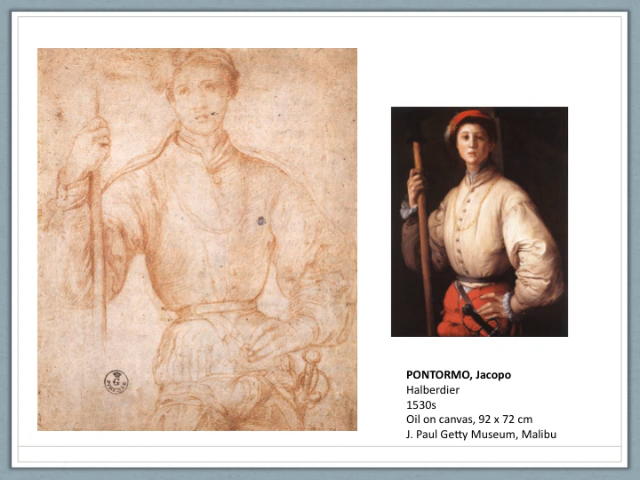 PONTORMO, Jacopo
Halberdier
1530s
Oil on canvas, 92 x 72 cm
J. Paul Getty Museum, Malibu